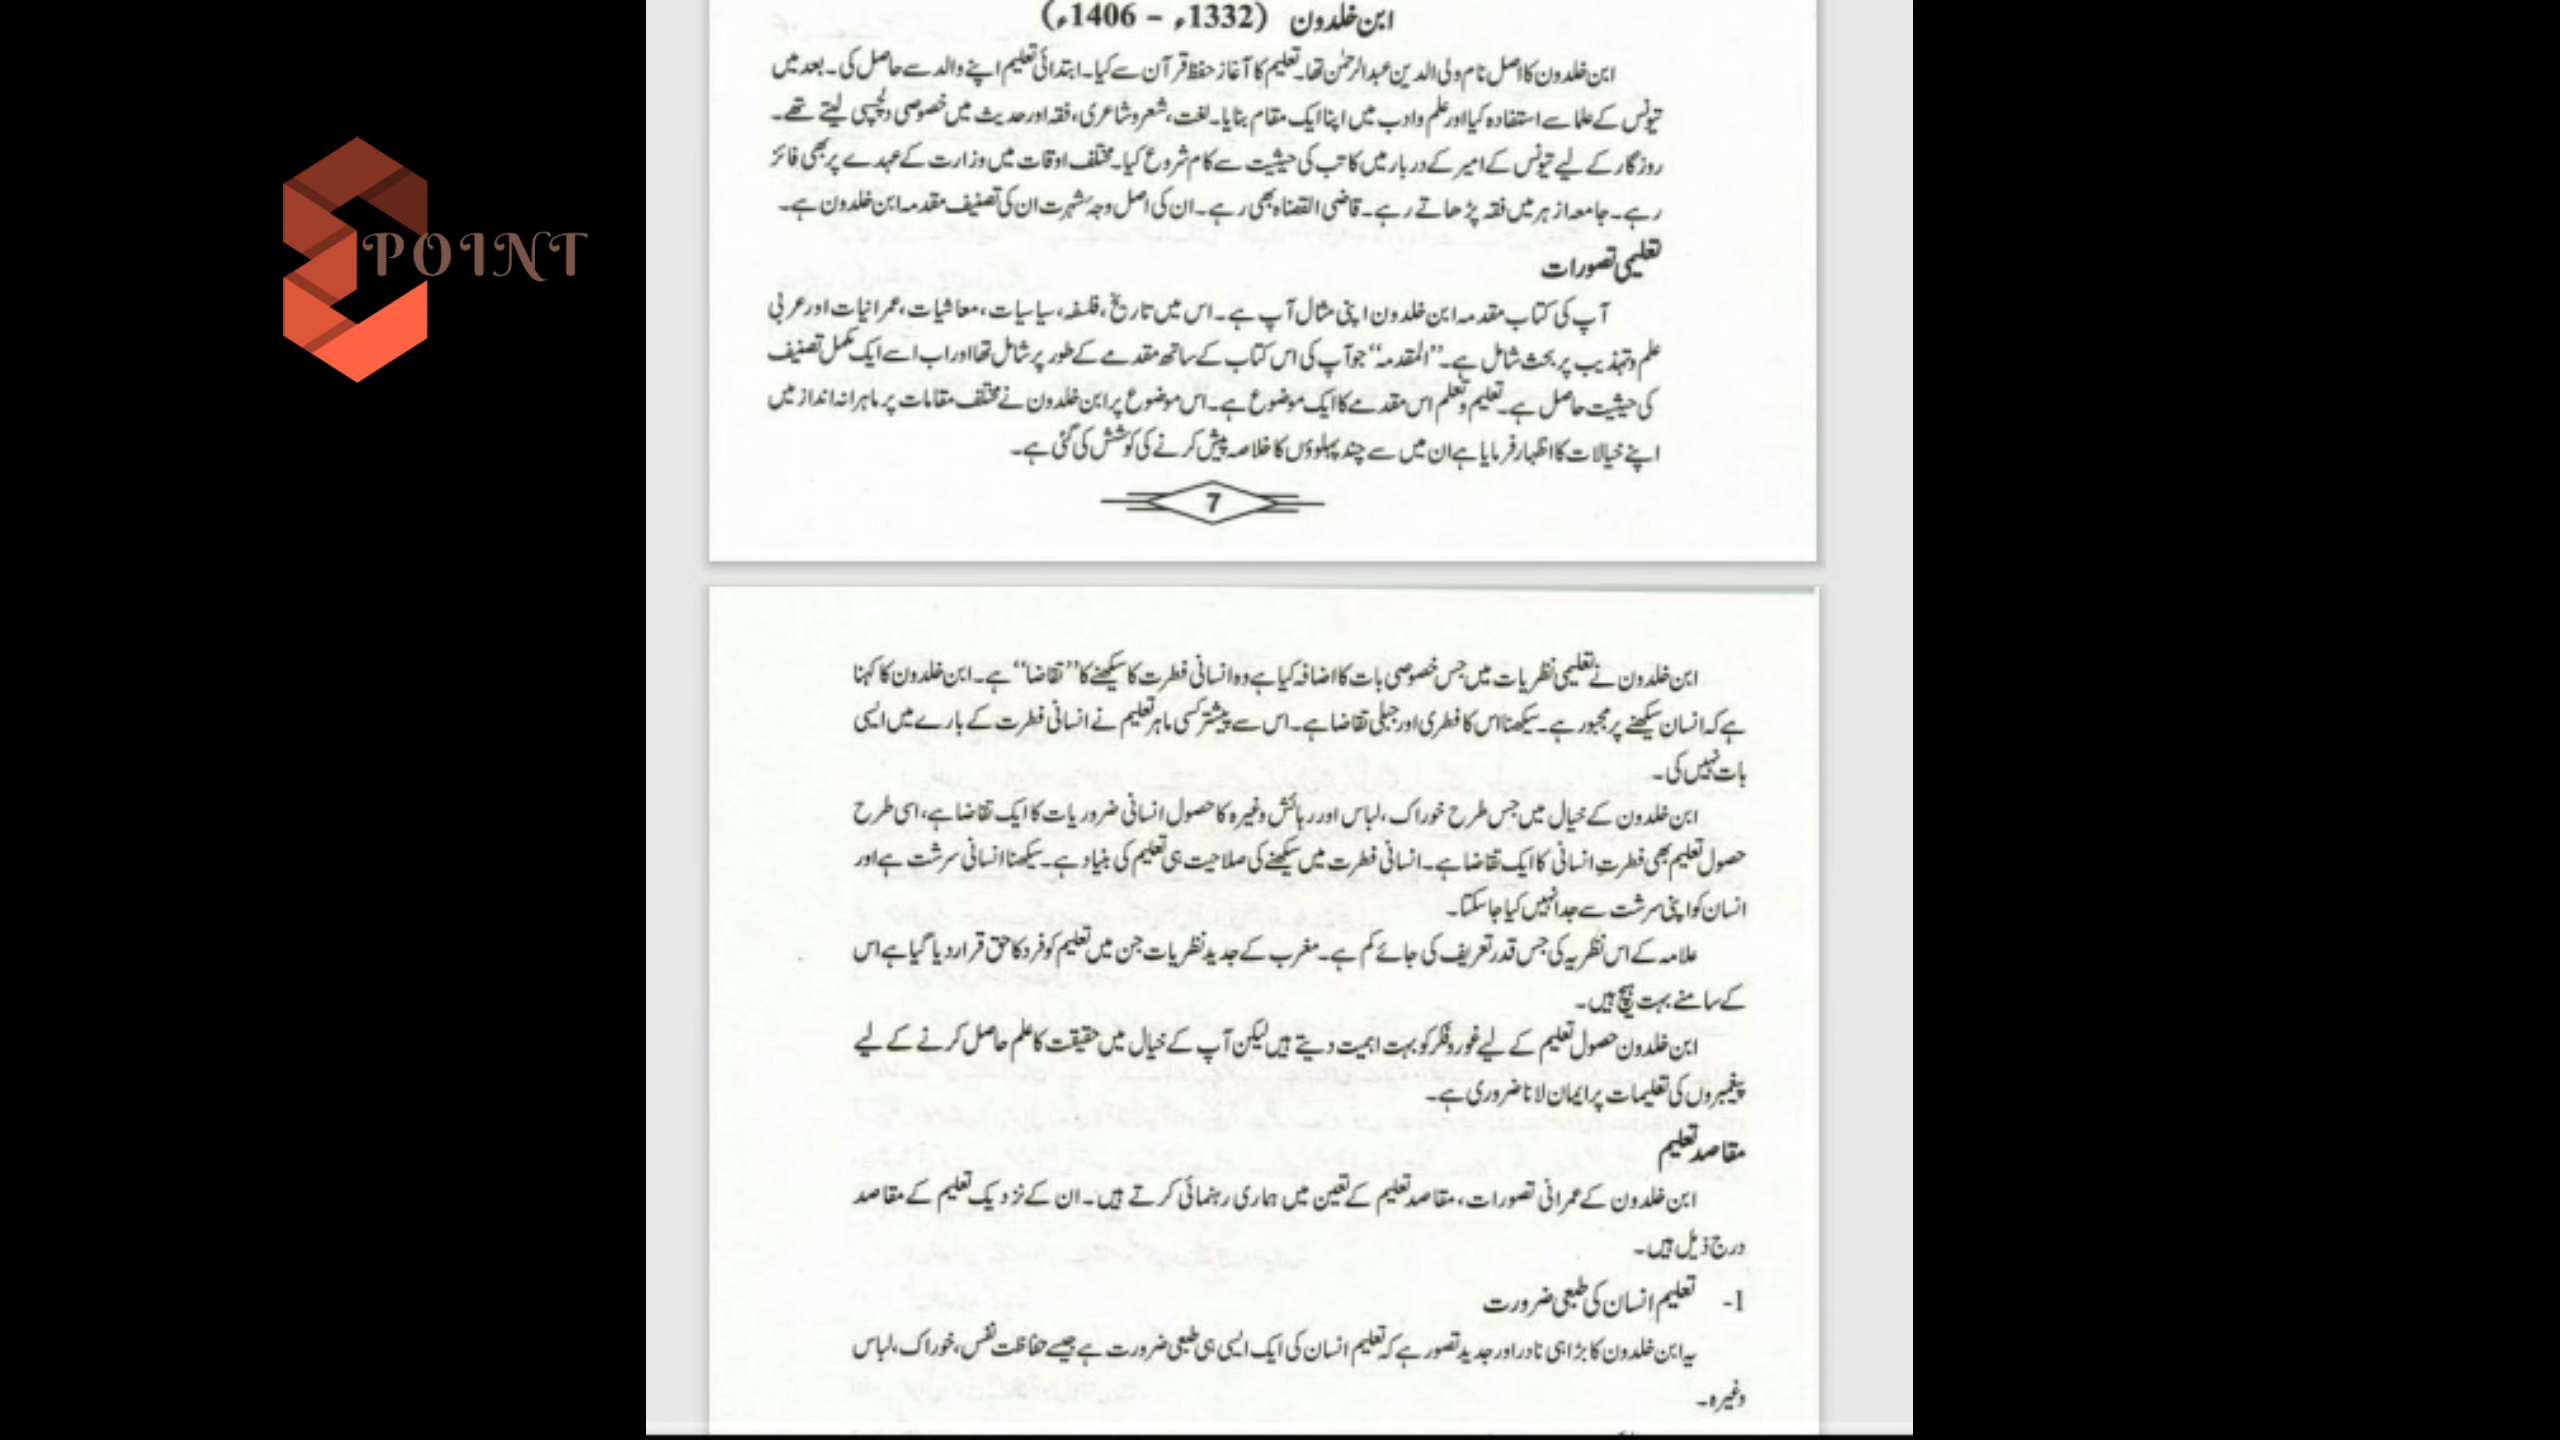 POINT
ابن خلدون (1332ء – 1406ء)
ابن خلدون کا اصل نام ولی الدین عبدالرحمٰن تھا۔ تعلیم کا آغاز حفظ قرآن سے کیا۔ ابتدائی تعلیم اپنے والد سے حاصل کی۔ بعد میں
تیونس کے علما سے استفادہ کیا اور علم و ادب میں اپنا ایک مقام بنایا۔ لغت، شعر و شاعری، فقہ اور حدیث میں خصوصی دلچسپی لیتے تھے۔
روزگار کے لیے تیونس کے امیر کے دربار میں کاتب کی حیثیت سے کام شروع کیا۔ مختلف اوقات میں وزارت کے عہدے پر بھی فائز
رہے۔ جامعہ ازہر میں فقہ پڑھاتے رہے۔ قاضی القضاہ بھی رہے۔ ان کی اصل وجہ شہرت ان کی تصنیف مقدمہ ابن خلدون ہے۔
تعلیمی تصورات
آپ کی کتاب مقدمہ ابن خلدون اپنی مثال آپ ہے۔ اس میں تاریخ، فلسفہ، سیاسیات، معاشیات، عمرانیات اور عربی
علم و تہذیب پر بحث شامل ہے۔ ”المقدمہ“ جو آپ کی اس کتاب کے ساتھ مقدمے کے طور پر شامل تھا اور اب اسے ایک مکمل تصنیف
کی حیثیت حاصل ہے۔ تعلیم و تعلم اس مقدمے کا ایک موضوع ہے۔ اس موضوع پر ابن خلدون نے مختلف مقامات پر ماہرانہ انداز میں
اپنے خیالات کا اظہار فرمایا ہے ان میں سے چند پہلوؤں کا خلاصہ پیش کرنے کی کوشش کی گئی ہے۔
7
ابن خلدون نے تعلیمی نظریات میں جس خصوصی بات کا اضافہ کیا ہے وہ انسانی فطرت کا سیکھنے کا ”تقاضا“ ہے۔ ابن خلدون کا کہنا
ہے کہ انسان سیکھنے پر مجبور ہے۔ سیکھنا اس کا فطری اور جبلی تقاضا ہے۔ اس سے پیشتر کسی ماہر تعلیم نے انسانی فطرت کے بارے میں ایسی
بات نہیں کی۔
ابن خلدون کے خیال میں جس طرح خوراک، لباس اور رہائش وغیرہ کا حصول انسانی ضروریات کا ایک تقاضا ہے، اسی طرح
حصول تعلیم بھی فطرتِ انسانی کا ایک تقاضا ہے۔ انسانی فطرت میں سیکھنے کی صلاحیت ہی تعلیم کی بنیاد ہے۔ سیکھنا انسانی سرشت ہے اور
انسان کو اپنی سرشت سے جدا نہیں کیا جا سکتا۔
علامہ کے اس نظریہ کی جس قدر تعریف کی جائے کم ہے۔ مغرب کے جدید نظریات جن میں تعلیم کو فرد کا حق قرار دیا گیا ہے اس
کے سامنے بہت ہیچ ہیں۔
ابن خلدون حصول تعلیم کے لیے غور و فکر کو بہت اہمیت دیتے ہیں لیکن آپ کے خیال میں حقیقت کا علم حاصل کرنے کے لیے
پیغمبروں کی تعلیمات پر ایمان لانا ضروری ہے۔
مقاصد تعلیم
ابن خلدون کے عمرانی تصورات، مقاصد تعلیم کے تعین میں ہماری رہنمائی کرتے ہیں۔ ان کے نزدیک تعلیم کے مقاصد
درج ذیل ہیں۔
1- تعلیم انسان کی طبعی ضرورت
یہ ابن خلدون کا بڑا ہی نادر اور جدید تصور ہے کہ تعلیم انسان کی ایک ایسی ہی طبعی ضرورت ہے جیسے حفاظت نفس، خوراک، لباس
وغیرہ۔